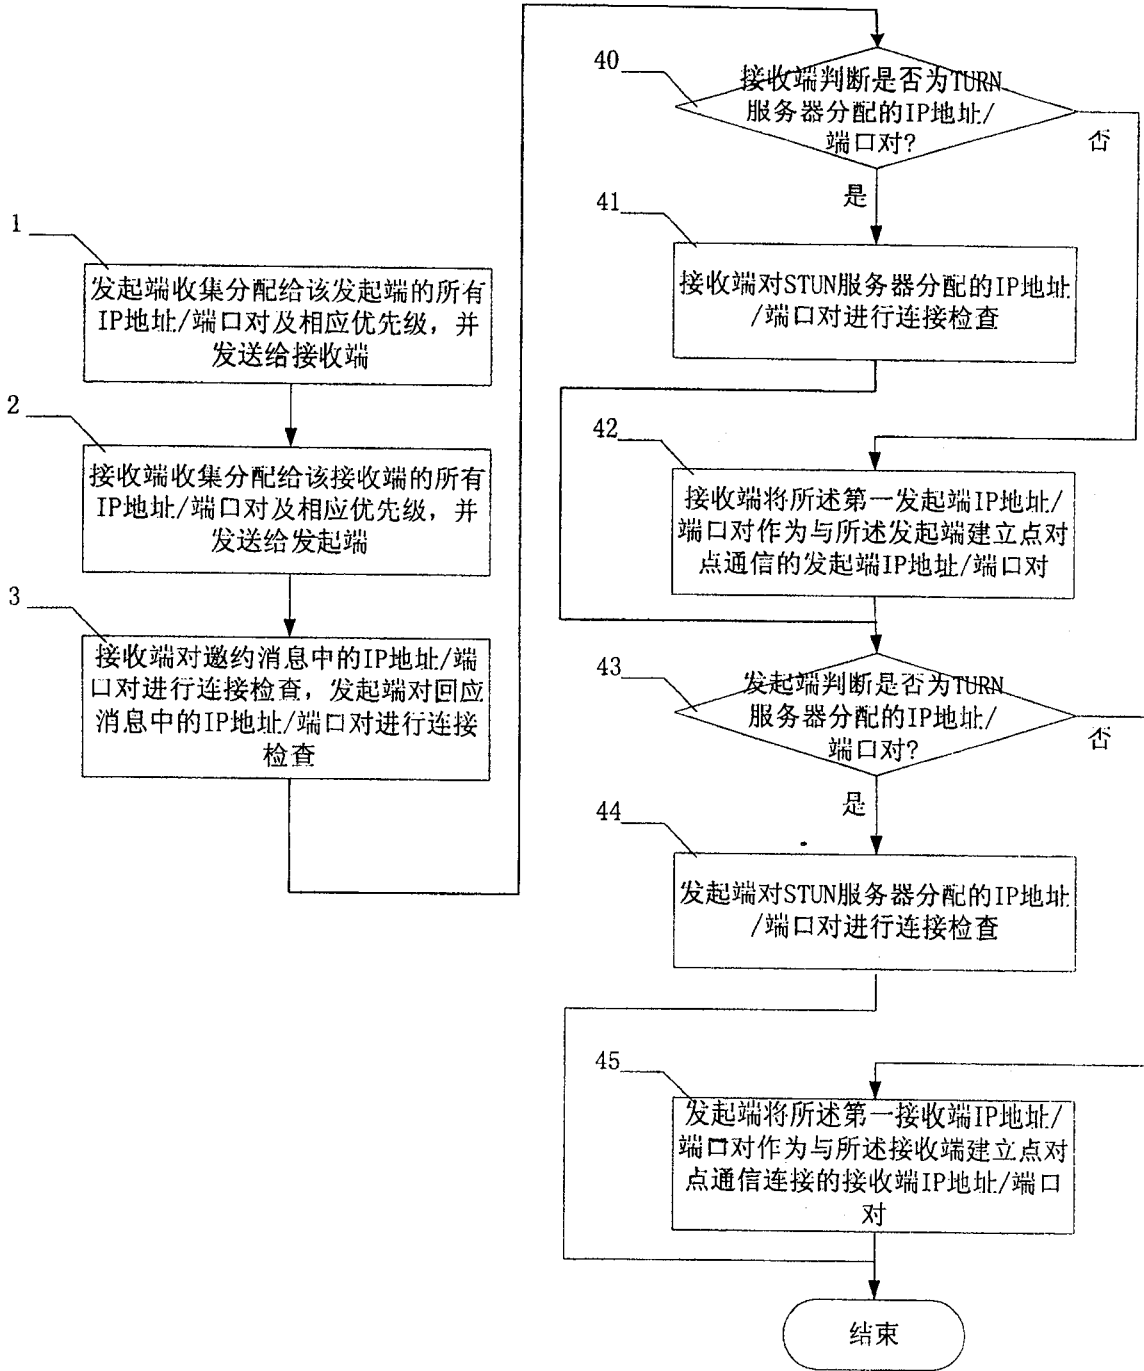 1
发起端收集分配给该发起端的所有
IP地址/端口对及相应优先级，并
发送给接收端
2
接收端收集分配给该接收端的所有
IP地址/端口对及相应优先级，并
发送给发起端
3
接收端对邀约消息中的IP地址/端
口对进行连接检查，发起端对回应
消息中的IP地址/端口对进行连接
检查
40
接收端判断是否为TURN
服务器分配的IP地址/
端口对?
否
是
41
接收端对STUN服务器分配的IP地址
/端口对进行连接检查
42
接收端将所述第一发起端IP地址/
端口对作为与所述发起端建立点对
点通信的发起端IP地址/端口对
43
发起端判断是否为TURN
服务器分配的IP地址/
端口对?
否
是
44
发起端对STUN服务器分配的IP地址
/端口对进行连接检查
45
发起端将所述第一接收端IP地址/
端口对作为与所述接收端建立点对
点通信连接的接收端IP地址/端口
对
结束